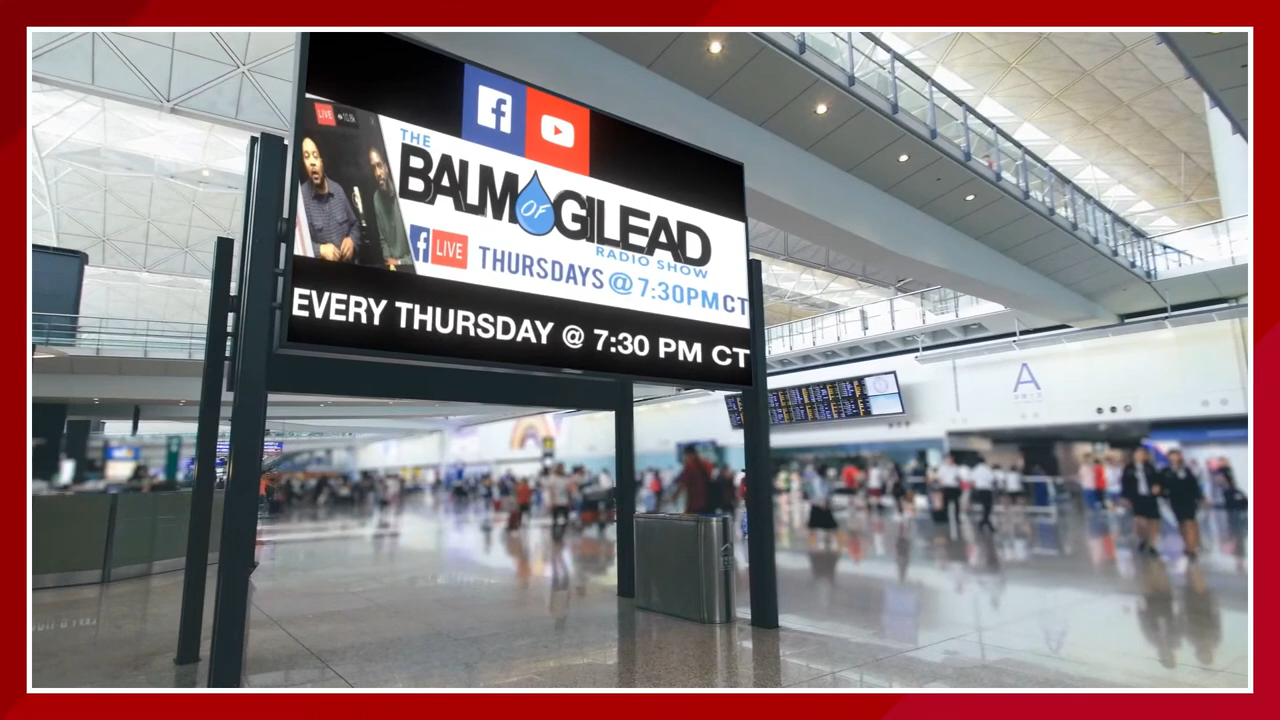 LIVE
THE
BALM OF GILEAD
RADIO SHOW
f LIVE THURSDAYS @ 7:30PM CT
EVERY THURSDAY @ 7:30 PM CT
A